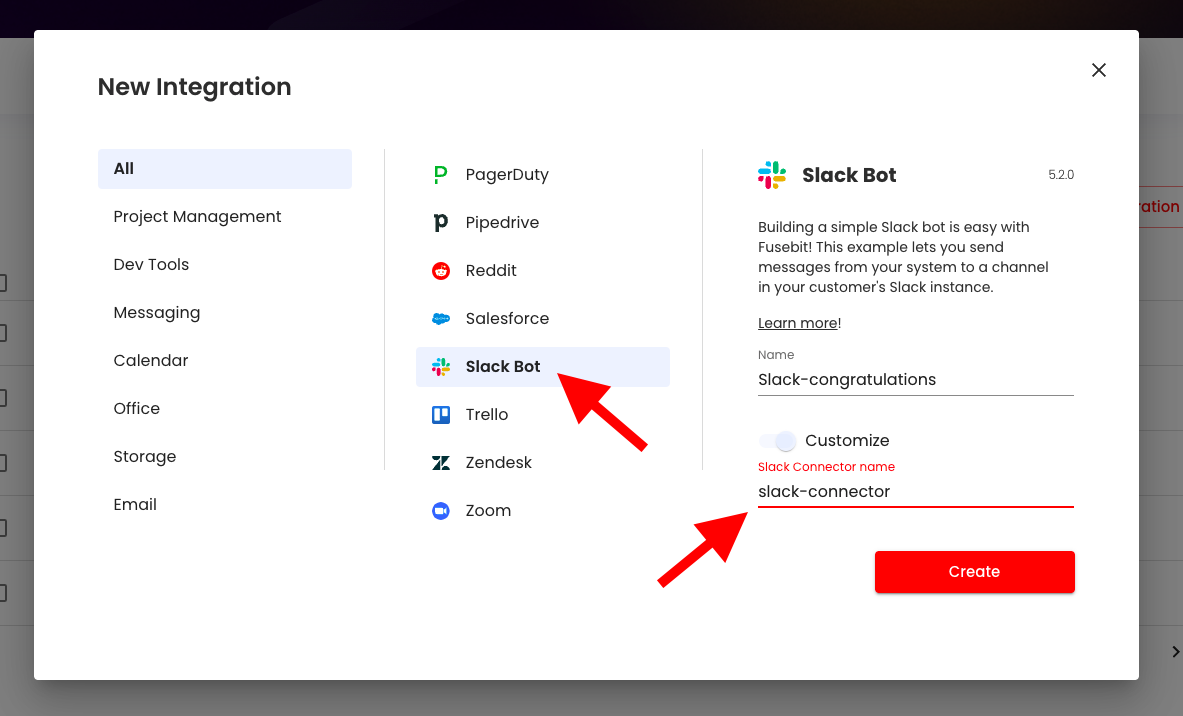 New Integration
All
Project Management
Dev Tools
Messaging
Calendar
Office
Storage
Email
PagerDuty
Pipedrive
Reddit
Salesforce
Slack Bot
Trello
Zendesk
Zoom
Slack Bot
5.2.0
Building a simple Slack bot is easy with
Fusebit! This example lets you send
messages from your system to a channel
in your customer's Slack instance.
Learn more!
Name
Slack-congratulations
Customize
Slack Connector name
slack-connector
Create
ration